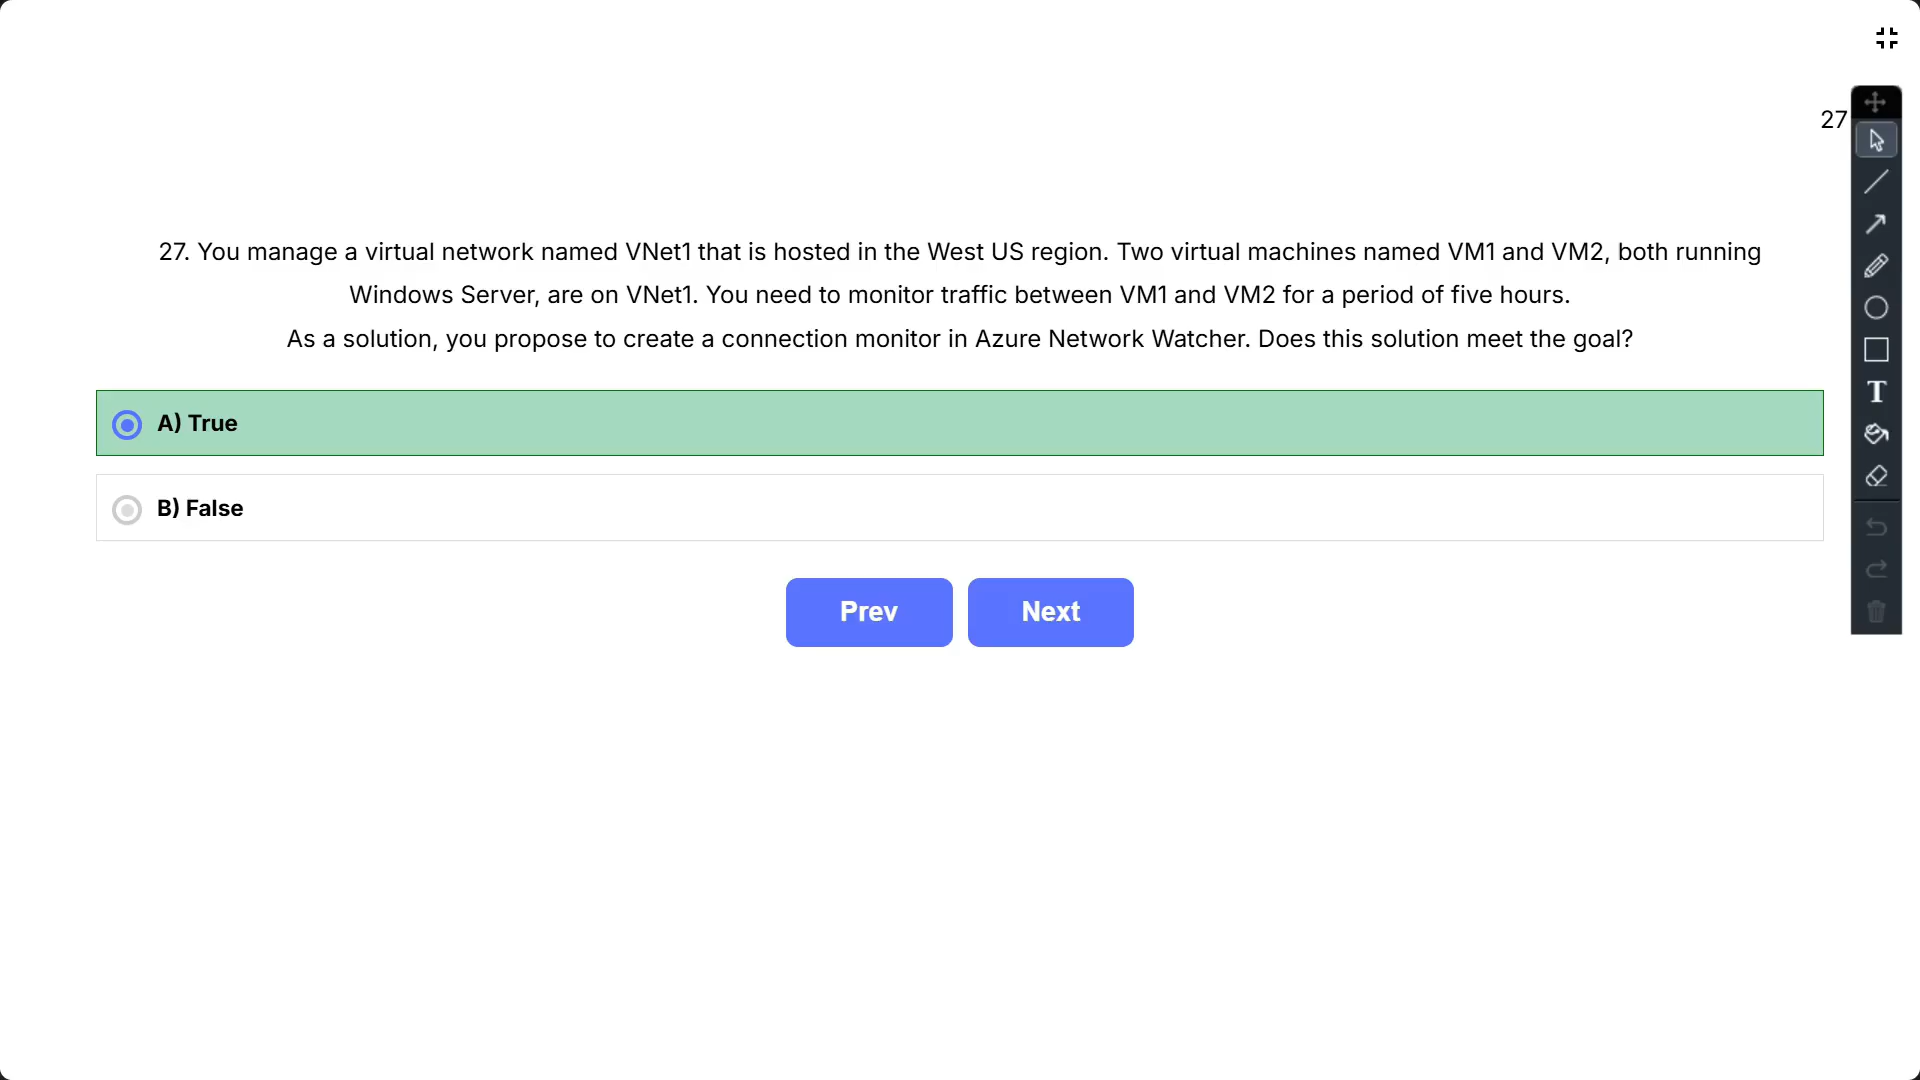 27
27. You manage a virtual network named VNet1 that is hosted in the West US region. Two virtual machines named VM1 and VM2, both running
Windows Server, are on VNet1. You need to monitor traffic between VM1 and VM2 for a period of five hours.
As a solution, you propose to create a connection monitor in Azure Network Watcher. Does this solution meet the goal?
A) True
B) False
Prev Next
T